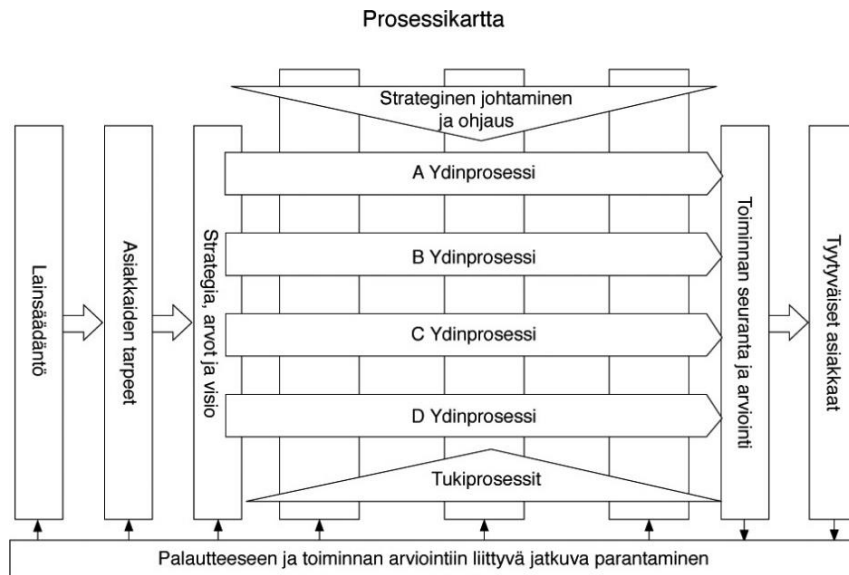 Prosessikartta
Strateginen johtaminen
ja ohjaus
Lainsäädäntö
Asiakkaiden tarpeet
Strategia, arvot ja visio
A Ydinprosessi
B Ydinprosessi
C Ydinprosessi
D Ydinprosessi
Tukiprosessit
Toiminnan seuranta ja arviointi
Tyytyväiset asiakkaat
Palautteeseen ja toiminnan arviointiin liittyvä jatkuva parantaminen